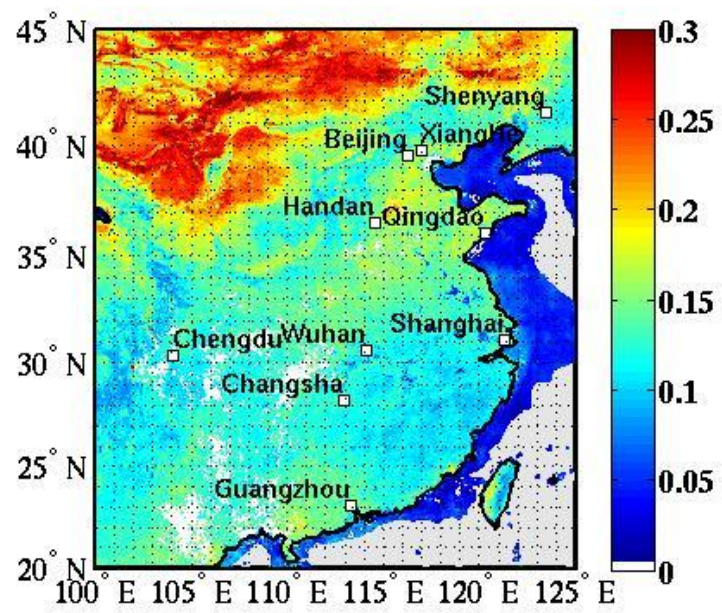 45° N
0.3
Shenyang
0.25
Beijing Xianghe
40° N
0.2
Handan Qingdao
35° N
0.15
Shanghai
Chengdu Wuhan
30° N
0.1
Changsha
25° N
0.05
Guangzhou
20° N
0
100° E 105° E 110° E 115° E 120° E 125° E